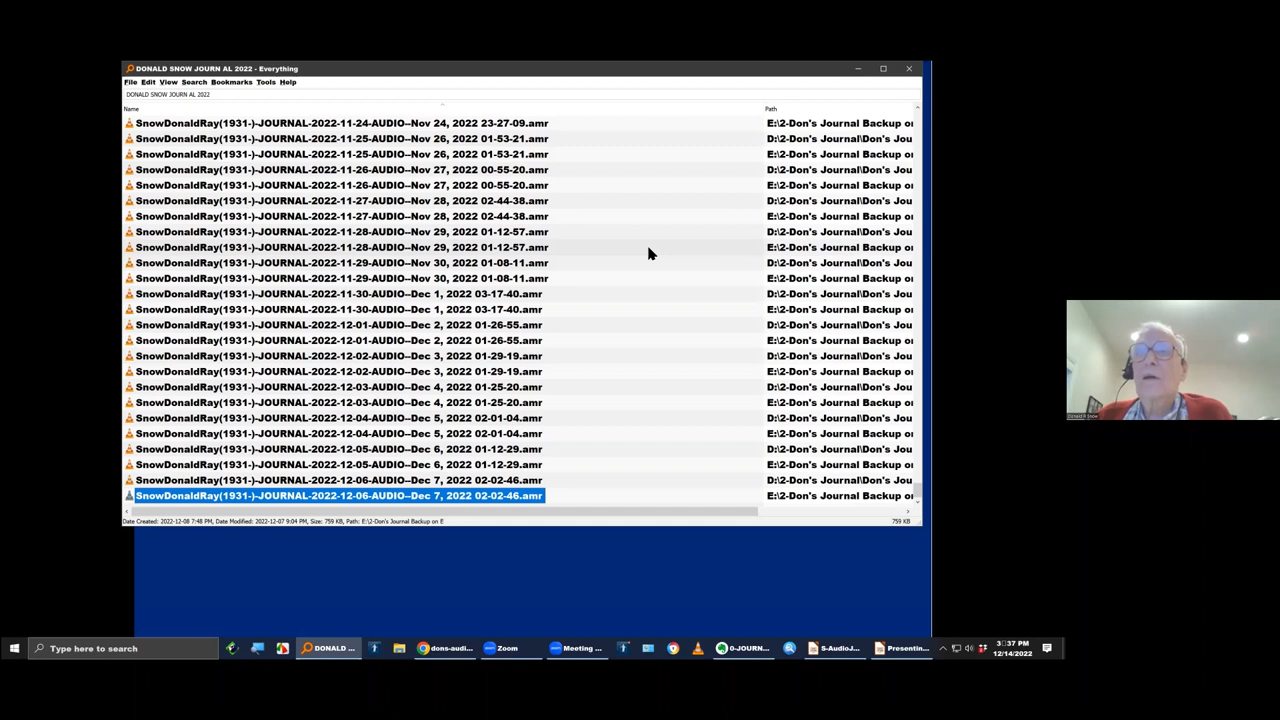 DONALD SNOW JOURN AL 2022 - Everything
File Edit View Search Bookmarks Tools Help
DONALD SNOW JOURN AL 2022
Name Path
SnowDonaldRay(1931-)-JOURNAL-2022-11-24-AUDIO--Nov 24, 2022 23-27-09.amr E:\2-Don's Journal Backup or
SnowDonaldRay(1931-)-JOURNAL-2022-11-25-AUDIO--Nov 26, 2022 01-53-21.amr D:\Don's Journal\Don's Jou
SnowDonaldRay(1931-)-JOURNAL-2022-11-25-AUDIO--Nov 26, 2022 01-53-21.amr E:\2-Don's Journal Backup or
SnowDonaldRay(1931-)-JOURNAL-2022-11-26-AUDIO--Nov 27, 2022 00-55-20.amr D:\Don's Journal\Don's Jou
SnowDonaldRay(1931-)-JOURNAL-2022-11-26-AUDIO--Nov 27, 2022 00-55-20.amr E:\2-Don's Journal Backup or
SnowDonaldRay(1931-)-JOURNAL-2022-11-27-AUDIO--Nov 28, 2022 02-44-38.amr D:\Don's Journal\Don's Jou
SnowDonaldRay(1931-)-JOURNAL-2022-11-27-AUDIO--Nov 28, 2022 02-44-38.amr E:\2-Don's Journal Backup or
SnowDonaldRay(1931-)-JOURNAL-2022-11-28-AUDIO--Nov 29, 2022 01-12-57.amr D:\Don's Journal\Don's Jou
SnowDonaldRay(1931-)-JOURNAL-2022-11-28-AUDIO--Nov 29, 2022 01-12-57.amr E:\2-Don's Journal Backup or
SnowDonaldRay(1931-)-JOURNAL-2022-11-29-AUDIO--Nov 30, 2022 01-08-11.amr D:\Don's Journal\Don's Jou
SnowDonaldRay(1931-)-JOURNAL-2022-11-29-AUDIO--Nov 30, 2022 01-08-11.amr E:\2-Don's Journal Backup or
SnowDonaldRay(1931-)-JOURNAL-2022-11-30-AUDIO--Dec 1, 2022 03-17-40.amr D:\Don's Journal\Don's Jou
SnowDonaldRay(1931-)-JOURNAL-2022-11-30-AUDIO--Dec 1, 2022 03-17-40.amr E:\2-Don's Journal Backup or
SnowDonaldRay(1931-)-JOURNAL-2022-12-01-AUDIO--Dec 2, 2022 01-26-55.amr D:\Don's Journal\Don's Jou
SnowDonaldRay(1931-)-JOURNAL-2022-12-01-AUDIO--Dec 2, 2022 01-26-55.amr E:\2-Don's Journal Backup or
SnowDonaldRay(1931-)-JOURNAL-2022-12-02-AUDIO--Dec 3, 2022 01-29-19.amr D:\Don's Journal\Don's Jou
SnowDonaldRay(1931-)-JOURNAL-2022-12-02-AUDIO--Dec 3, 2022 01-29-19.amr E:\2-Don's Journal Backup or
SnowDonaldRay(1931-)-JOURNAL-2022-12-03-AUDIO--Dec 4, 2022 01-25-20.amr D:\Don's Journal\Don's Jou
SnowDonaldRay(1931-)-JOURNAL-2022-12-03-AUDIO--Dec 4, 2022 01-25-20.amr E:\2-Don's Journal Backup or
SnowDonaldRay(1931-)-JOURNAL-2022-12-04-AUDIO--Dec 5, 2022 02-01-04.amr D:\Don's Journal\Don's Jou
SnowDonaldRay(1931-)-JOURNAL-2022-12-04-AUDIO--Dec 5, 2022 02-01-04.amr E:\2-Don's Journal Backup or
SnowDonaldRay(1931-)-JOURNAL-2022-12-05-AUDIO--Dec 6, 2022 01-12-29.amr D:\Don's Journal\Don's Jou
SnowDonaldRay(1931-)-JOURNAL-2022-12-05-AUDIO--Dec 6, 2022 01-12-29.amr E:\2-Don's Journal Backup or
SnowDonaldRay(1931-)-JOURNAL-2022-12-06-AUDIO--Dec 7, 2022 02-02-46.amr D:\Don's Journal\Don's Jou
SnowDonaldRay(1931-)-JOURNAL-2022-12-06-AUDIO--Dec 7, 2022 02-02-46.amr E:\2-Don's Journal Backup or
Date Created: 2022-12-08 7:48 PM, Date Modified: 2022-12-07 9:04 PM, Size: 759 KB, Path: E:\2-Don's Journal Backup on E 759 KB
Donald R Snow
Type here to search DONALD ... dons-audi... Zoom Meeting ... 0-JOURN... S-AudioJ... Presentin... 3:37 PM
12/14/2022